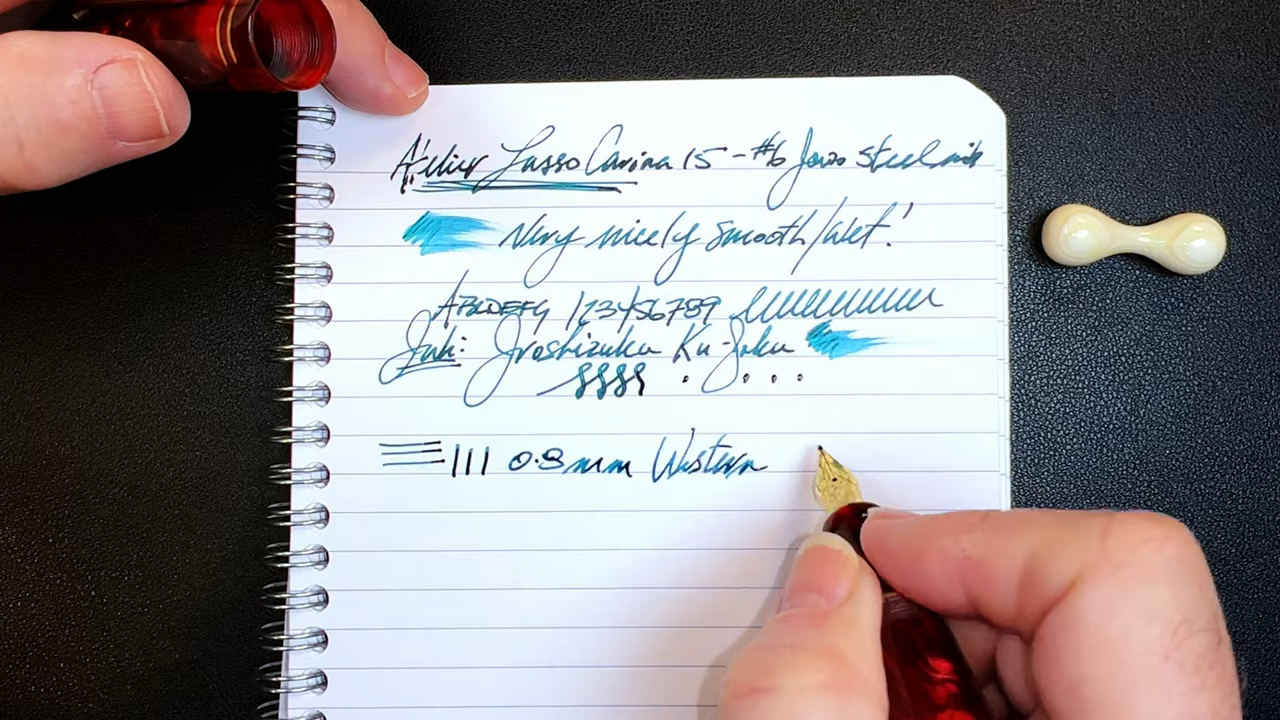 Atelier Lusso Carina 15 - #6 Jowo steel nib
Very nicely smooth/wet!
ABCDEFG 123456789
Ink: Iroshizuku Ku-Jaku
0.8mm Western